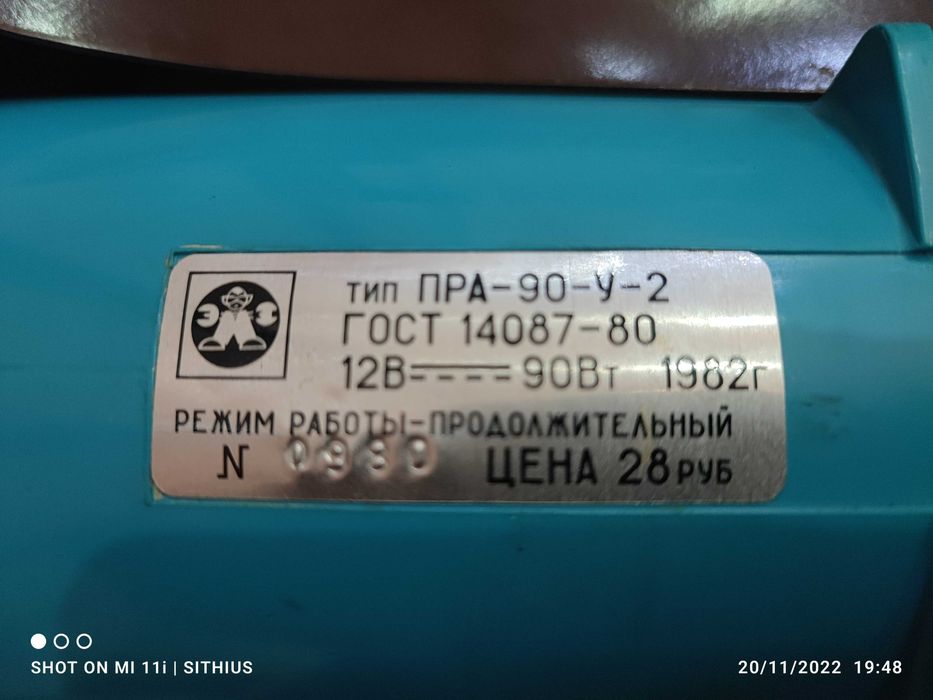 тип ПРА-90-У-2
ГОСТ 14087-80
12В 90Вт 1982г
РЕЖИМ РАБОТЫ-ПРОДОЛЖИТЕЛЬНЫЙ
N ЦЕНА 28 РУБ
SHOT ON MI 11i | SITHIUS
20/11/2022 19:48